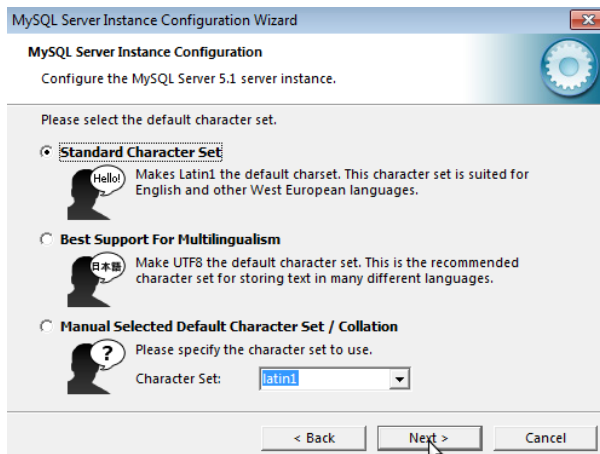 MySQL Server Instance Configuration Wizard
MySQL Server Instance Configuration
Configure the MySQL Server 5.1 server instance.
Please select the default character set.
Standard Character Set
Hello!
Makes Latin1 the default charset. This character set is suited for
English and other West European languages.
Best Support For Multilingualism
日本語
Make UTF8 the default character set. This is the recommended
character set for storing text in many different languages.
Manual Selected Default Character Set / Collation
?
Please specify the character set to use.
Character Set: latin1
< Back Next > Cancel